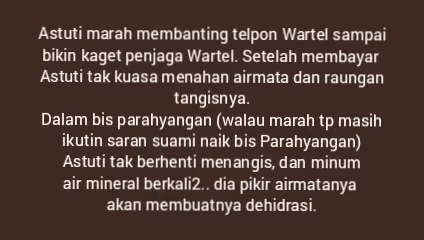 Astuti marah membanting telpon Wartel sampai
bikin kaget penjaga Wartel. Setelah membayar
Astuti tak kuasa menahan airmata dan raungan
tangisnya.
Dalam bis parahyangan (walau marah tp masih
ikutin saran suami naik bis Parahyangan)
Astuti tak berhenti menangis, dan minum
air mineral berkali2.. dia pikir airmatanya
akan membuatnya dehidrasi.